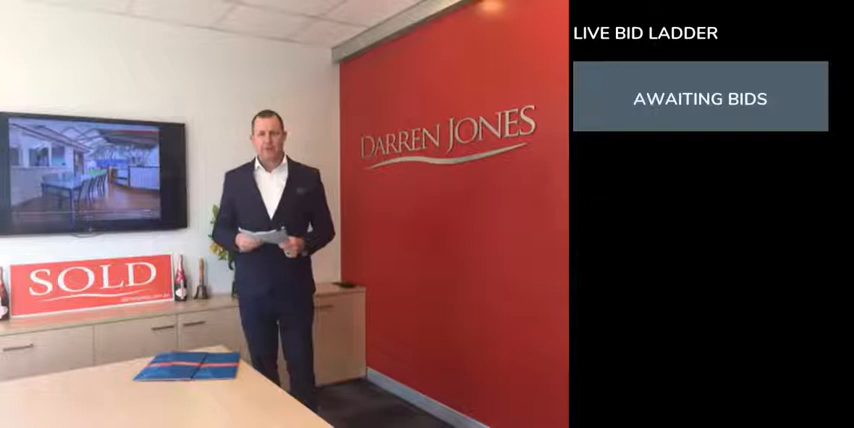 LIVE BID LADDER
AWAITING BIDS
DARREN JONES
SOLD